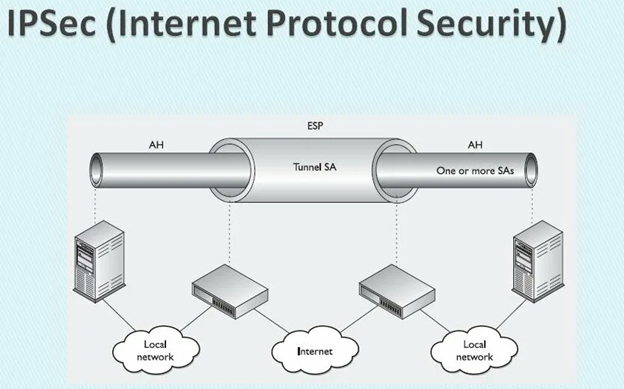 IPSec (Internet Protocol Security)
ESP
AH
AH
Tunnel SA
One or more SAs
Local
network
Internet
Local
network